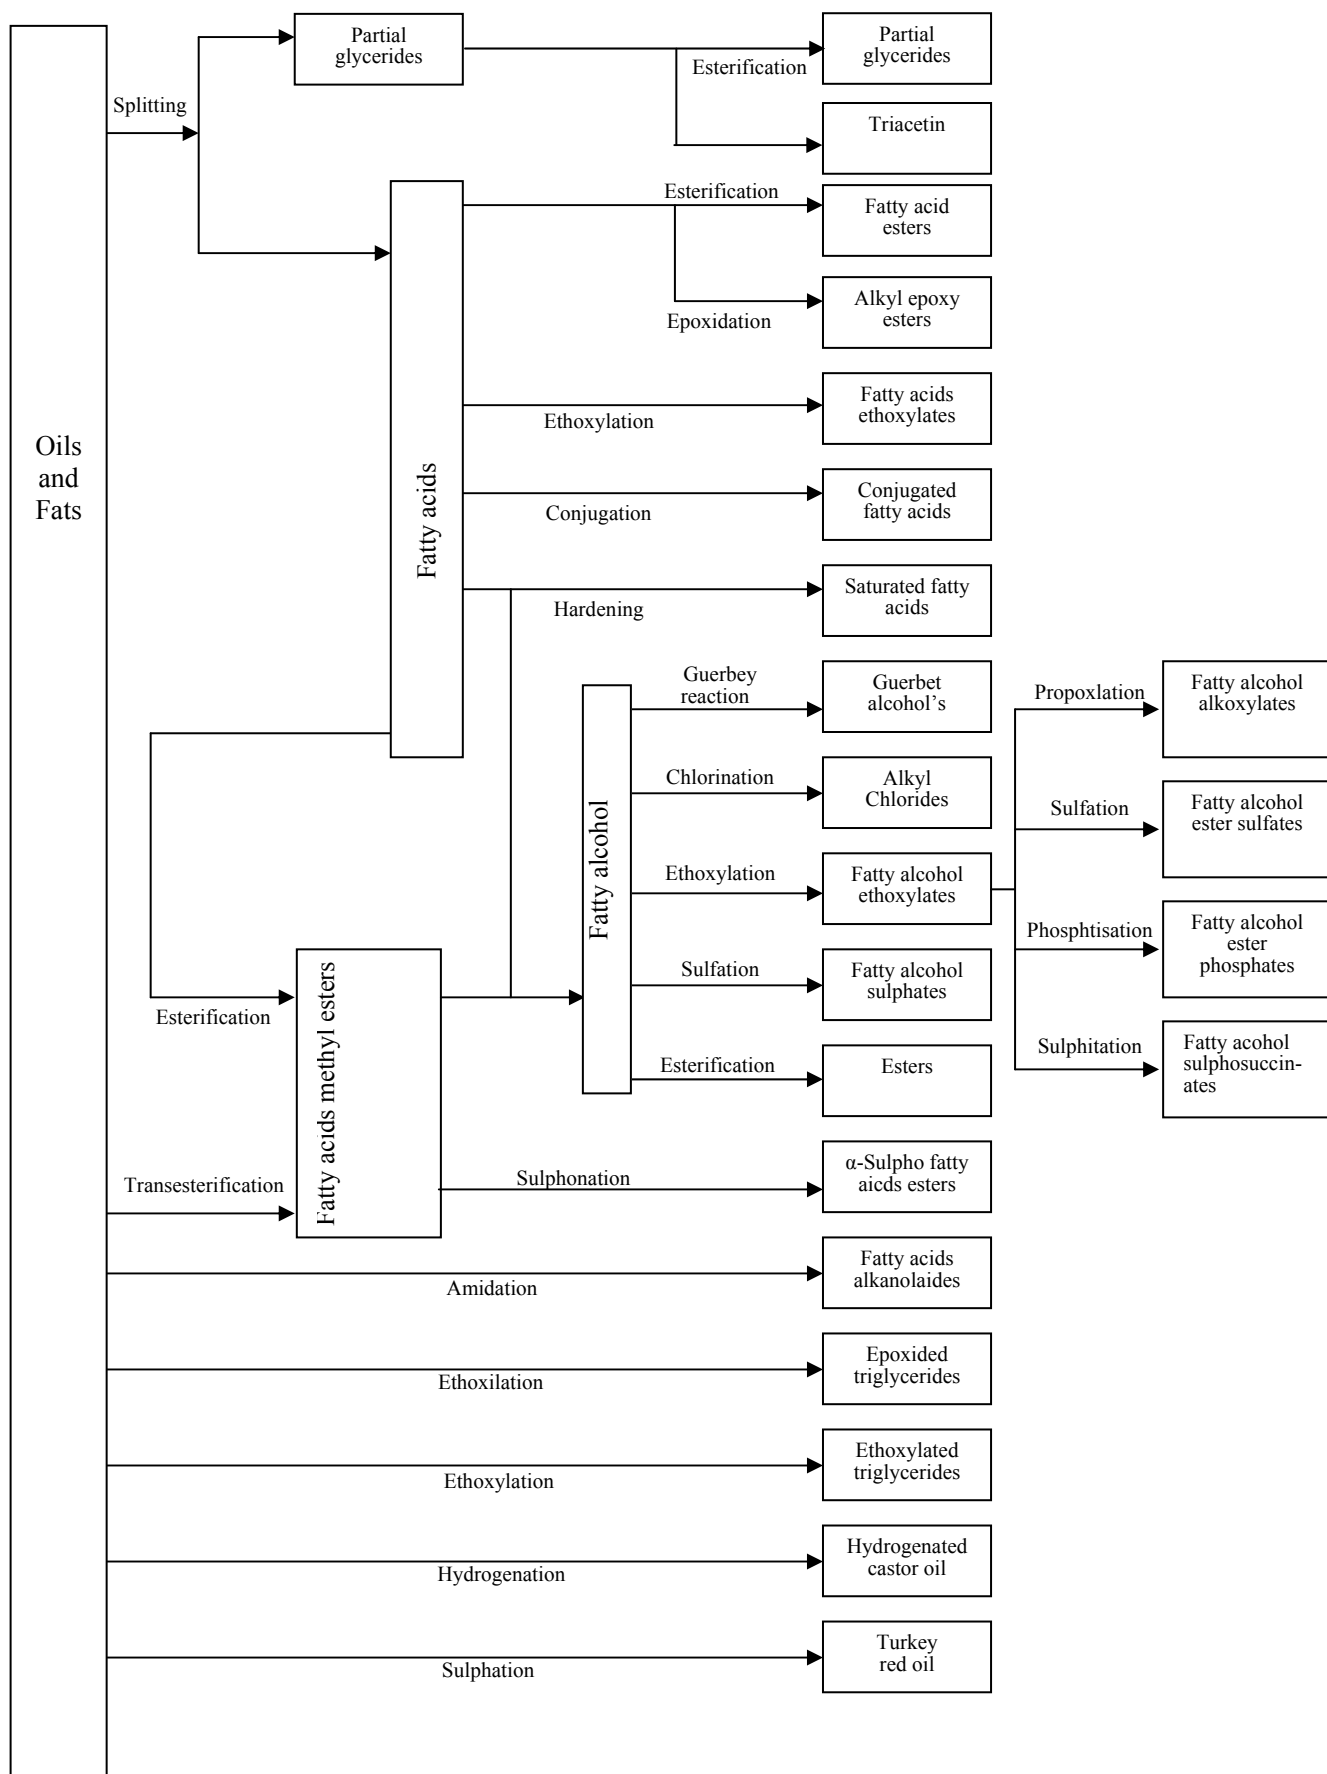 Partial
glycerides
Partial
glycerides
Esterification
Splitting
Triacetin
Esterification
Fatty acid
esters
Alkyl epoxy
esters
Epoxidation
Fatty acids
ethoxylates
Ethoxylation
Oils
and
Fats
Fatty acids
Conjugated
fatty acids
Conjugation
Saturated fatty
acids
Hardening
Guerbey
reaction
Guerbet
alcohol’s
Propoxlation
Fatty alcohol
alkoxylates
Chlorination
Alkyl
Chlorides
Sulfation
Fatty alcohol
ester sulfates
Fatty alcohol
Ethoxylation
Fatty alcohol
ethoxylates
Phosphtisation
Fatty alcohol
ester
phosphates
Sulfation
Fatty alcohol
sulphates
Esterification
Fatty acids methyl esters
Esterification
Esters
Sulphitation
Fatty acohol
sulphosuccin-
ates
Transesterification
Sulphonation
α-Sulpho fatty
aicds esters
Fatty acids
alkanolaides
Amidation
Epoxided
triglycerides
Ethoxilation
Ethoxylated
triglycerides
Ethoxylation
Hydrogenated
castor oil
Hydrogenation
Turkey
red oil
Sulphation